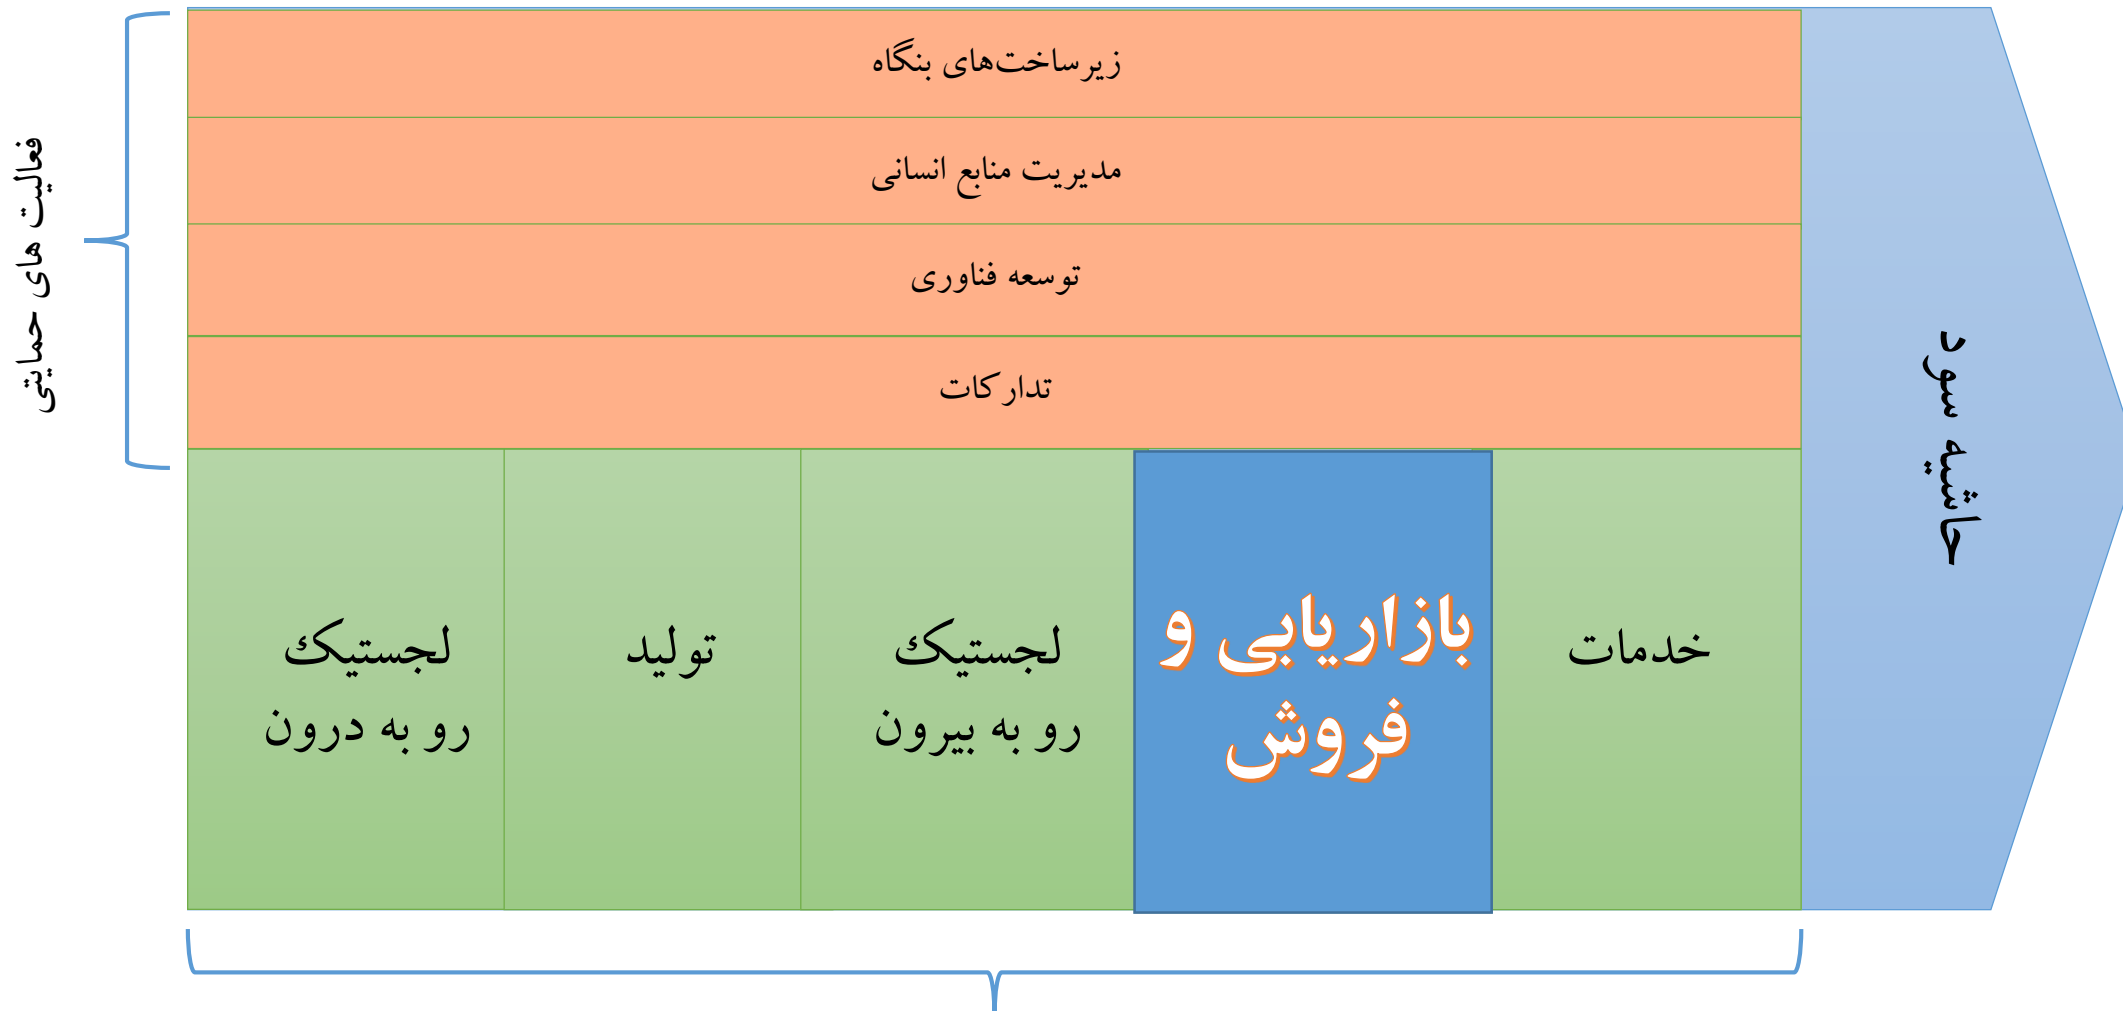 زیرساخت‌های بنگاه
مدیریت منابع انسانی
توسعه فناوری
تدارکات
فعالیت های حمایتی
حاشیه سود
خدمات
بازاریابی و
فروش
لجستیک
رو به بیرون
تولید
لجستیک
رو به درون